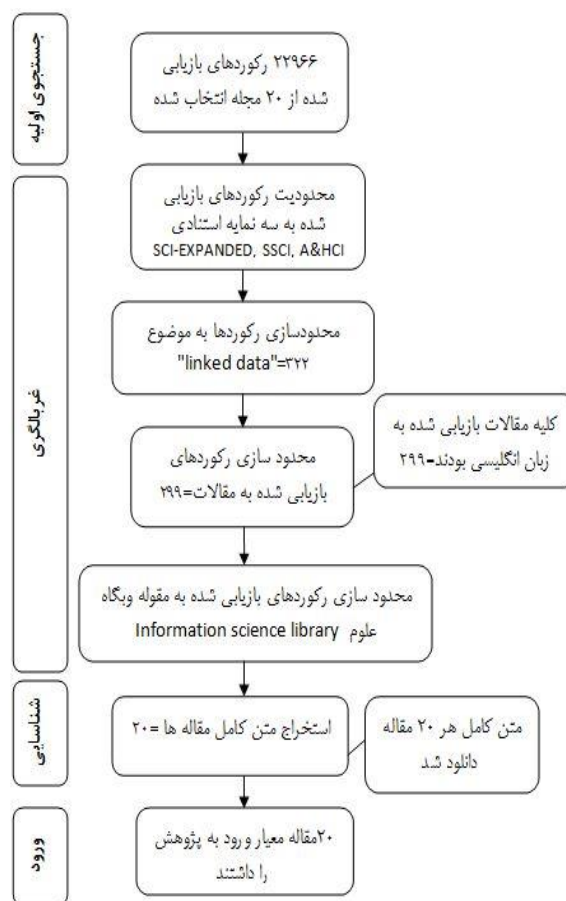 جستجوی اولیه
۲۲۹۶۶ رکوردهای بازیابی
شده از ۲۰ مجله انتخاب شده
غربالگری
محدودیت رکوردهای بازیابی
شده به سه نمایه استنادی
SCI-EXPANDED, SSCI, A&HCI
محدودسازی رکوردها به موضوع
"linked data"=۳۲۲
کلیه مقالات بازیابی شده به
زبان انگلیسی بودند=۲۹۹
محدود سازی رکوردهای
بازیابی شده به مقالات=۲۹۹
محدود سازی رکوردهای بازیابی شده به مقوله وبگاه
علوم Information science library
شناسایی
استخراج متن کامل مقاله ها =۲۰
متن کامل هر ۲۰ مقاله
دانلود شد
ورود
۲۰مقاله معیار ورود به پژوهش
را داشتند